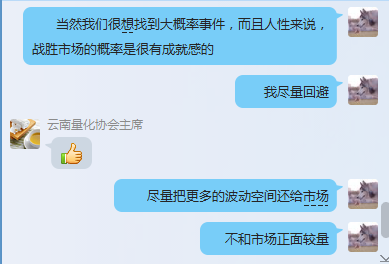 当然我们很想找到大概率事件，而且人性来说，
战胜市场的概率是很有成就感的
我尽量回避
云南量化协会主席
尽量把更多的波动空间还给市场
不和市场正面较量